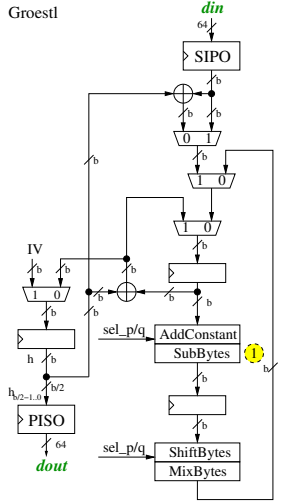 Groestl
din
64
SIPO
b
b
b
0 1
b
b
1 0
1 0
IV
b
b
b
1 0
b
b
b
b
sel_p/q
AddConstant
SubBytes
1
b
h
b
b
b
h b/2−1..0
b/2
PISO
64
dout
sel_p/q
ShiftBytes
MixBytes